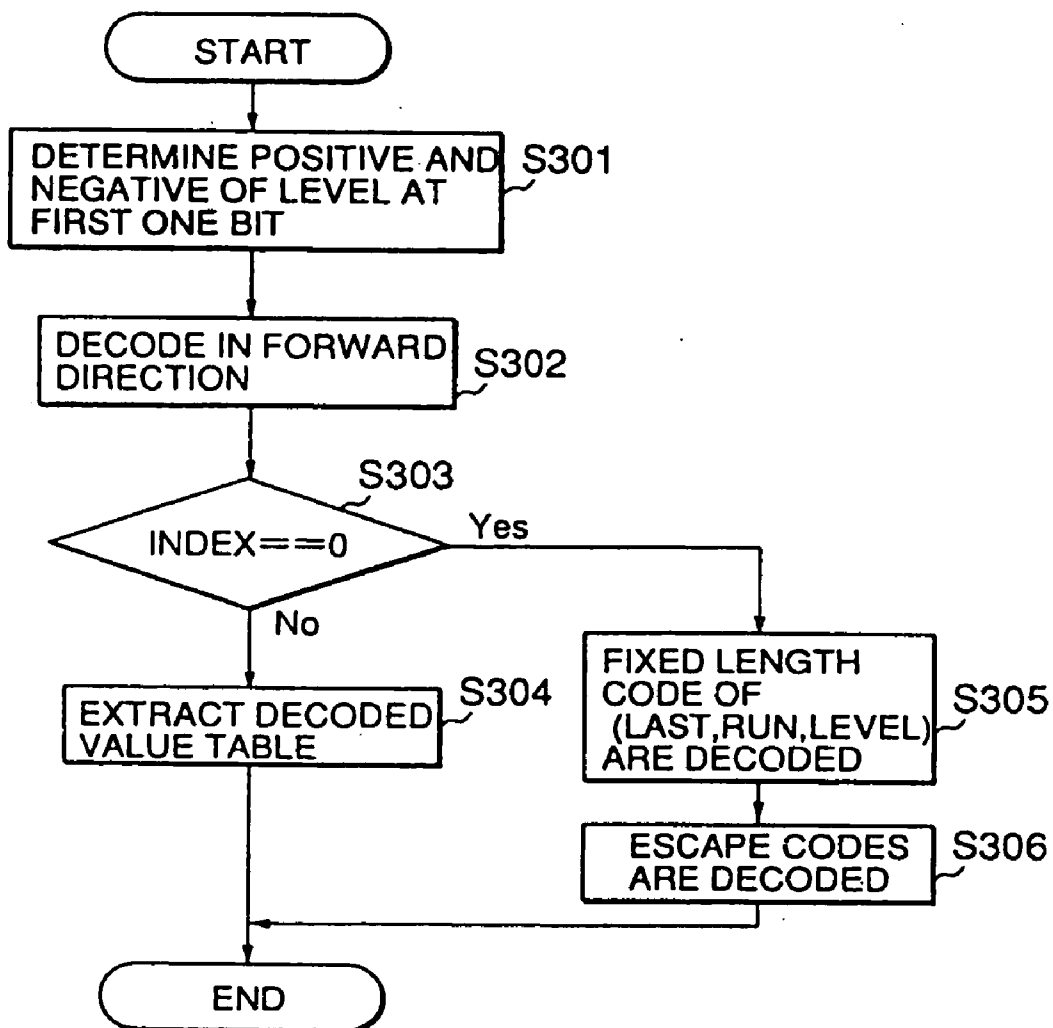 START
DETERMINE POSITIVE AND
NEGATIVE OF LEVEL AT
FIRST ONE BIT
S301
DECODE IN FORWARD
DIRECTION
S302
S303
INDEX==0
Yes
No
EXTRACT DECODED
VALUE TABLE
S304
FIXED LENGTH
CODE OF
(LAST,RUN,LEVEL)
ARE DECODED
S305
ESCAPE CODES
ARE DECODED
S306
END